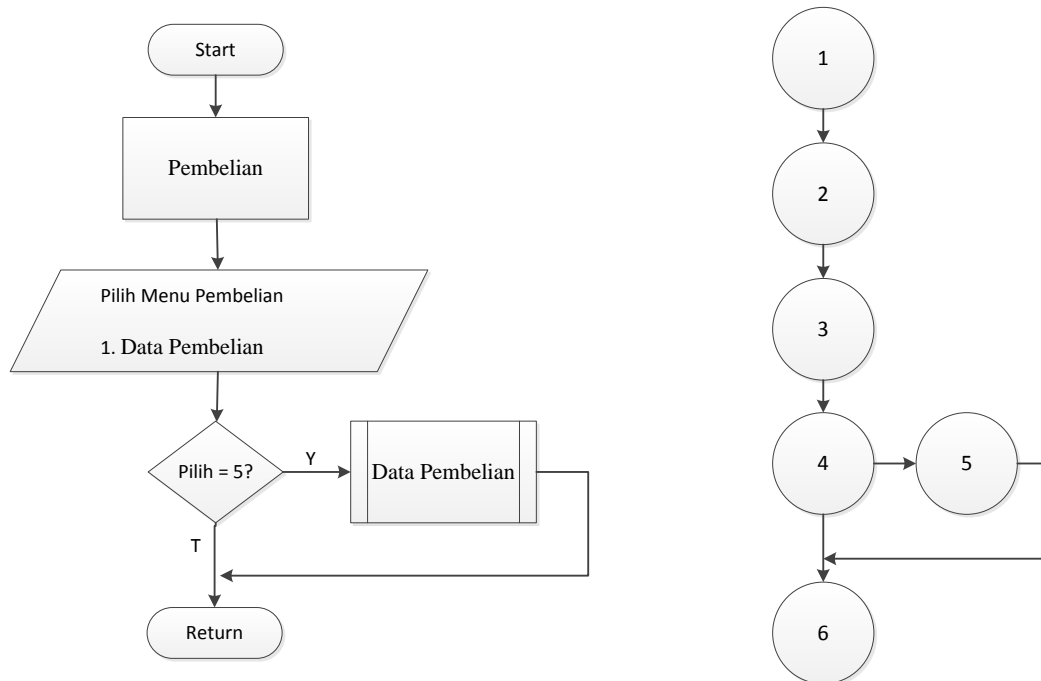 Start
Pembelian
Pilih Menu Pembelian
1. Data Pembelian
Pilih = 5?
Y
Data Pembelian
T
Return
1
2
3
4
5
6